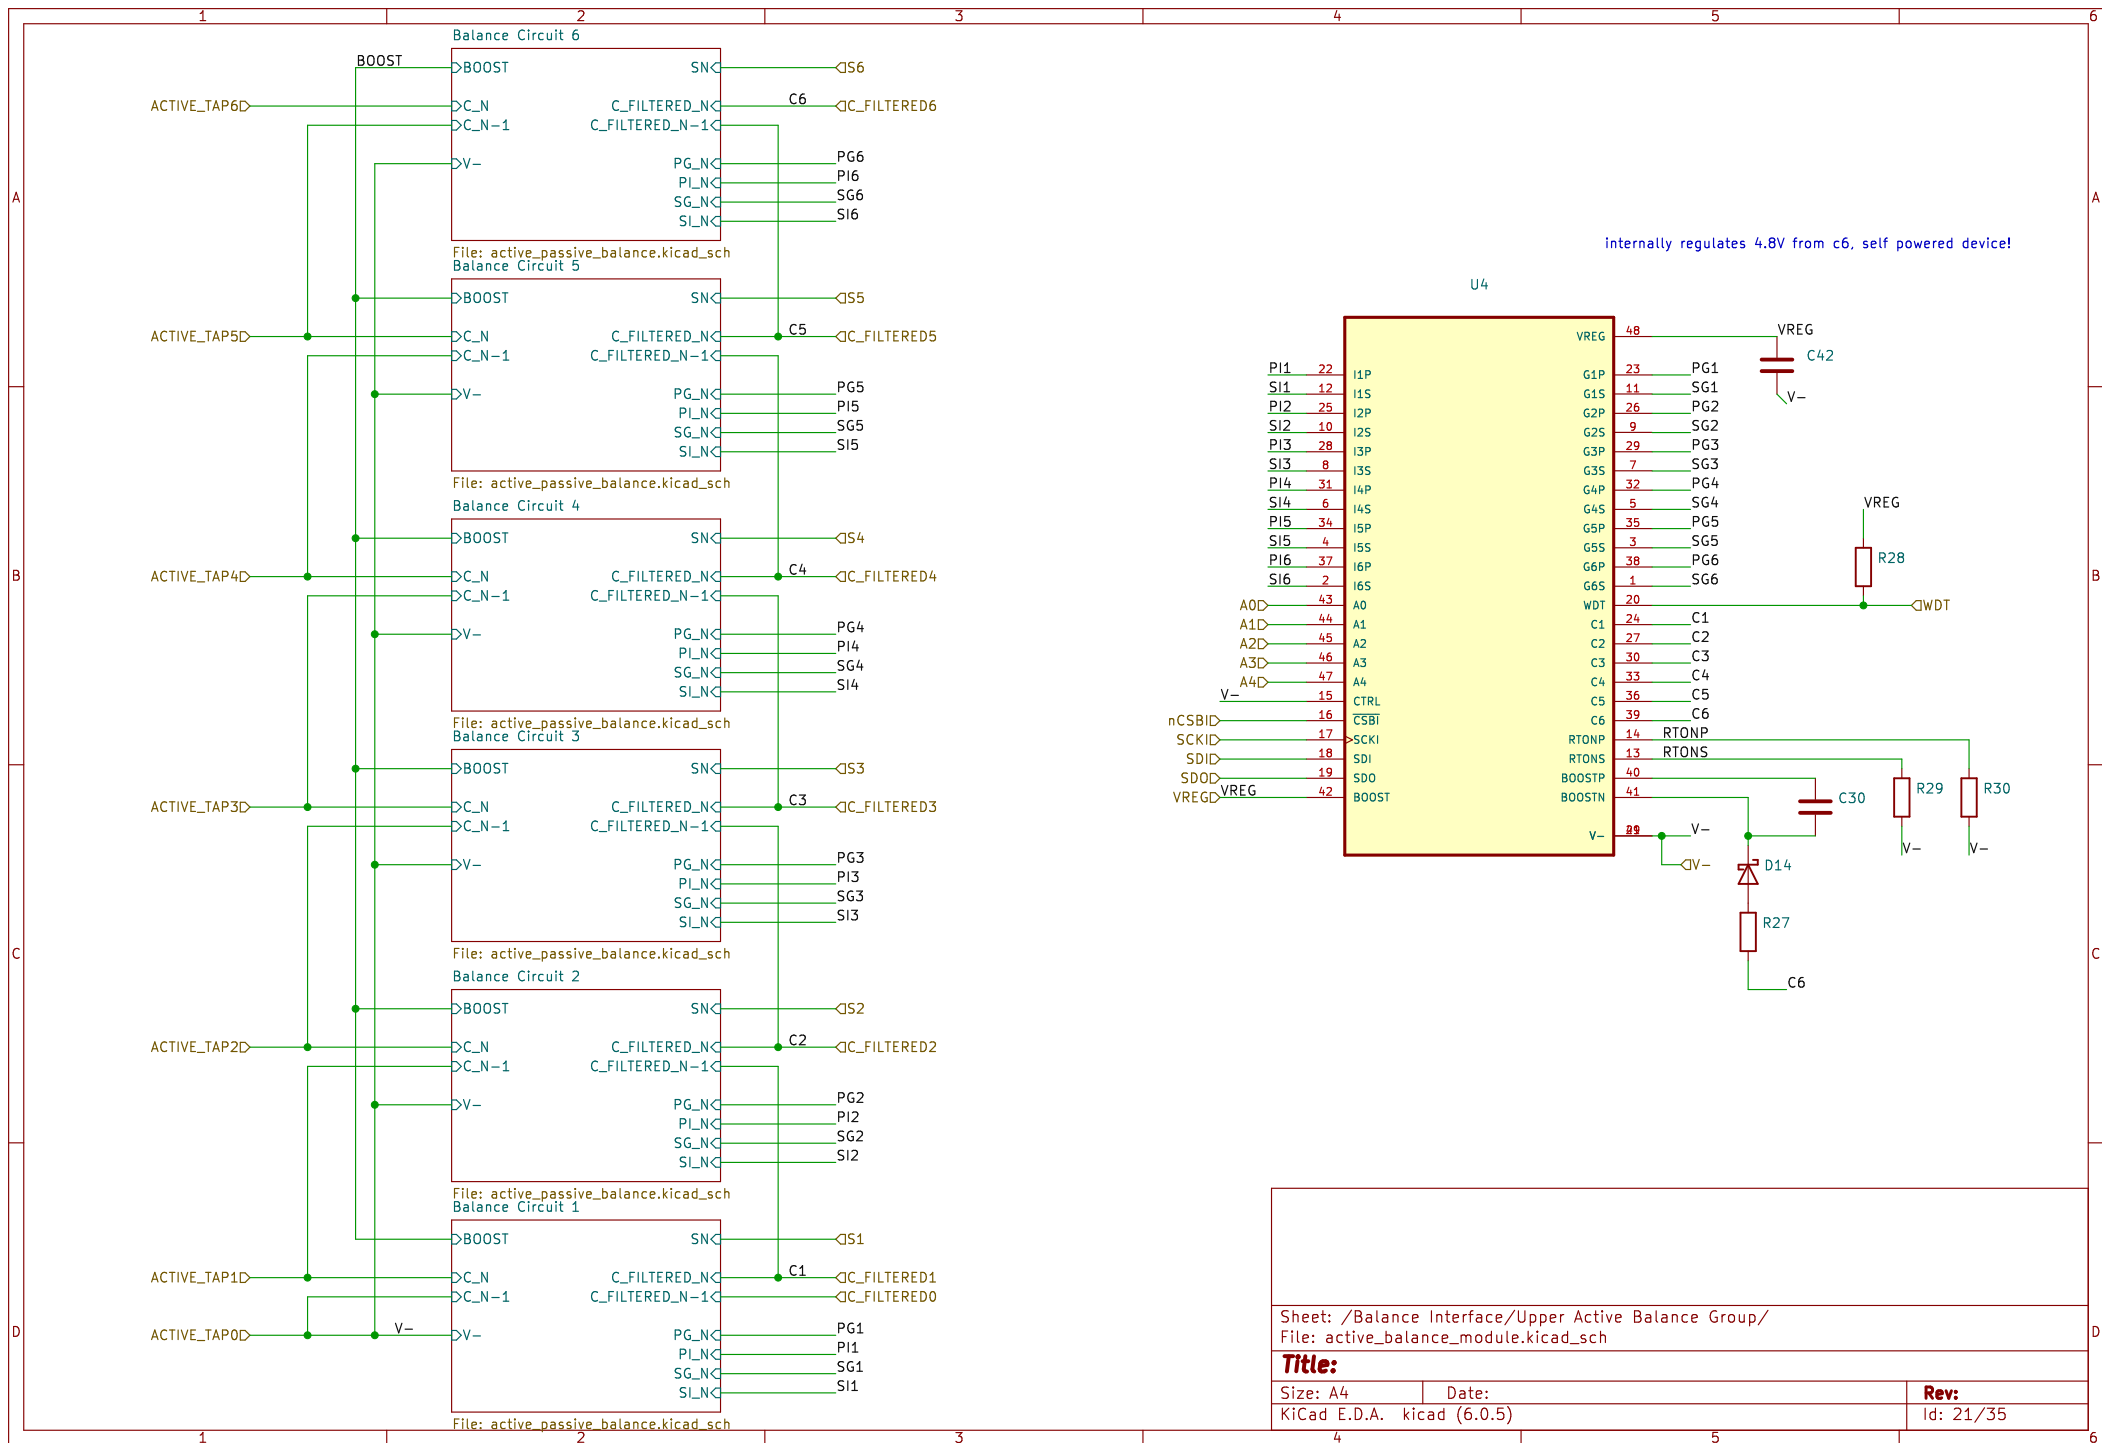 1 2 3 4 5 6
Balance Circuit 6
BOOST
BOOST SN S6
ACTIVE_TAP6 C_N C_FILTERED_N C6 C_FILTERED6
C_N-1 C_FILTERED_N-1
V- PG_N PG6
PI_N PI6
SG_N SG6
SI_N SI6
File: active_passive_balance.kicad_sch
Balance Circuit 5
BOOST SN S5
ACTIVE_TAP5 C_N C_FILTERED_N C5 C_FILTERED5
C_N-1 C_FILTERED_N-1
V- PG_N PG5
PI_N PI5
SG_N SG5
SI_N SI5
File: active_passive_balance.kicad_sch
Balance Circuit 4
BOOST SN S4
ACTIVE_TAP4 C_N C_FILTERED_N C4 C_FILTERED4
C_N-1 C_FILTERED_N-1
V- PG_N PG4
PI_N PI4
SG_N SG4
SI_N SI4
File: active_passive_balance.kicad_sch
Balance Circuit 3
BOOST SN S3
ACTIVE_TAP3 C_N C_FILTERED_N C3 C_FILTERED3
C_N-1 C_FILTERED_N-1
V- PG_N PG3
PI_N PI3
SG_N SG3
SI_N SI3
File: active_passive_balance.kicad_sch
Balance Circuit 2
BOOST SN S2
ACTIVE_TAP2 C_N C_FILTERED_N C2 C_FILTERED2
C_N-1 C_FILTERED_N-1
V- PG_N PG2
PI_N PI2
SG_N SG2
SI_N SI2
File: active_passive_balance.kicad_sch
Balance Circuit 1
BOOST SN S1
ACTIVE_TAP1 C_N C_FILTERED_N C1 C_FILTERED1
C_N-1 C_FILTERED_N-1 C_FILTERED0
ACTIVE_TAP0 V- V- PG_N PG1
PI_N PI1
SG_N SG1
SI_N SI1
File: active_passive_balance.kicad_sch
internally regulates 4.8V from c6, self powered device!
U4
VREG 48 VREG
C42
V-
PI1 22 I1P G1P 23 PG1
SI1 12 I1S G1S 11 SG1
PI2 25 I2P G2P 26 PG2
SI2 10 I2S G2S 9 SG2
PI3 28 I3P G3P 29 PG3
SI3 8 I3S G3S 7 SG3
PI4 31 I4P G4P 32 PG4
SI4 6 I4S G4S 5 SG4
PI5 34 I5P G5P 35 PG5
SI5 4 I5S G5S 3 SG5
PI6 37 I6P G6P 38 PG6
SI6 2 I6S G6S 1 SG6
VREG
R28
A0 43 A0 WDT 20 WDT
A1 44 A1 C1 24 C1
A2 45 A2 C2 27 C2
A3 46 A3 C3 30 C3
A4 47 A4 C4 33 C4
V- 15 CTRL C5 36 C5
nCSBI 16 CSBI C6 39 C6
SCKI 17 SCKI RTONP 14 RTONP
SDI 18 SDI RTONS 13 RTONS
SDO 19 SDO BOOSTP 40
VREG VREG 42 BOOST BOOSTN 41
C30 R29 R30
V- V-
V- V-
V-
D14
R27
C6
A A
B B
C C
D D
Sheet: /Balance Interface/Upper Active Balance Group/
File: active_balance_module.kicad_sch
Title:
Size: A4 Date: Rev:
KiCad E.D.A. kicad (6.0.5) Id: 21/35
1 2 3 4 5 6